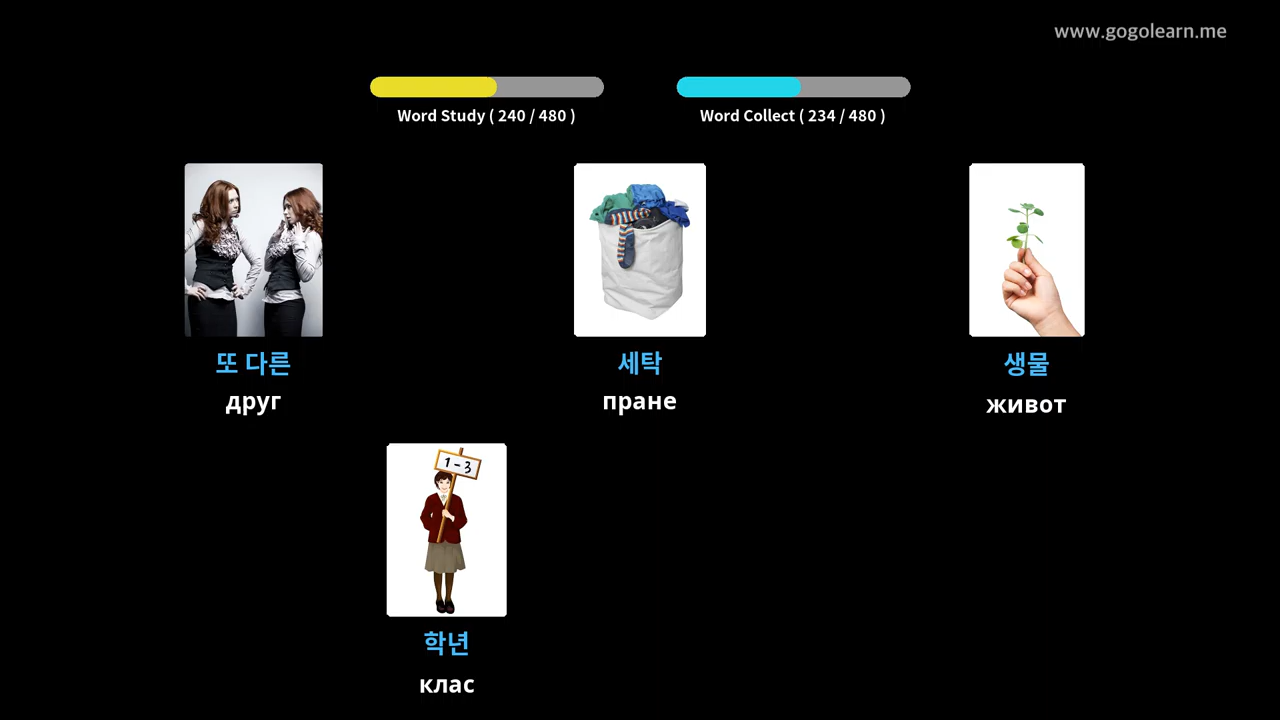 www.gogolearn.me
Word Study ( 240 / 480 )
Word Collect ( 234 / 480 )
또 다른
друг
세탁
пране
생물
живот
1 - 3
학년
клас